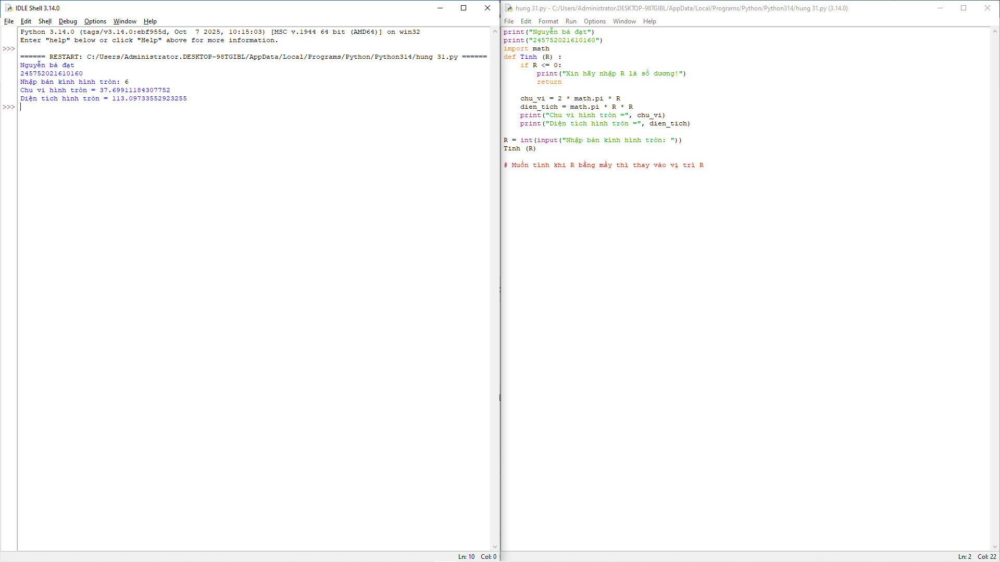 IDLE Shell 3.14.0
File Edit Shell Debug Options Window Help
Python 3.14.0 (tags/v3.14.0:ebf955d, Oct  7 2025, 10:15:03) [MSC v.1944 64 bit (AMD64)] on win32
Enter "help" below or click "Help" above for more information.
>>>
====== RESTART: C:/Users/Administrator.DESKTOP-98TGIBL/AppData/Local/Programs/Python/Python314/hung 31.py ======
Nguyễn bá đạt
245752021610160
Nhập bán kính hình tròn: 6
Chu vi hình tròn = 37.69911184307752
Diện tích hình tròn = 113.09733552923255
>>>
Ln: 10 Col: 0
hung 31.py - C:/Users/Administrator.DESKTOP-98TGIBL/AppData/Local/Programs/Python/Python314/hung 31.py (3.14.0)
File Edit Format Run Options Window Help
print("Nguyễn bá đạt")
print("245752021610160")
import math
def Tinh (R) :
    if R <= 0:
        print("Xin hãy nhập R là số dương!")
        return
    chu_vi = 2 * math.pi * R
    dien_tich = math.pi * R * R
    print("Chu vi hình tròn =", chu_vi)
    print("Diện tích hình tròn =", dien_tich)
R = int(input("Nhập bán kính hình tròn: "))
Tinh (R)
# Muốn tính khi R bằng mấy thì thay vào vị trí R
Ln: 2 Col: 22